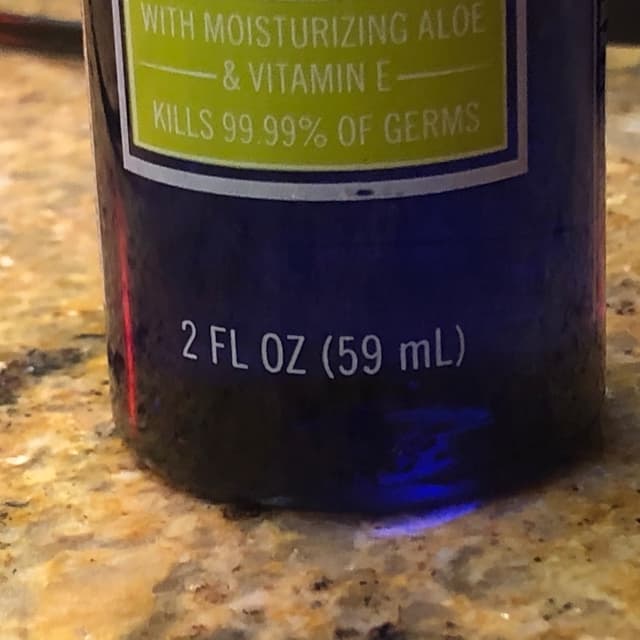 WITH MOISTURIZING ALOE
& VITAMIN E
KILLS 99.99% OF GERMS
2 FL OZ (59 mL)